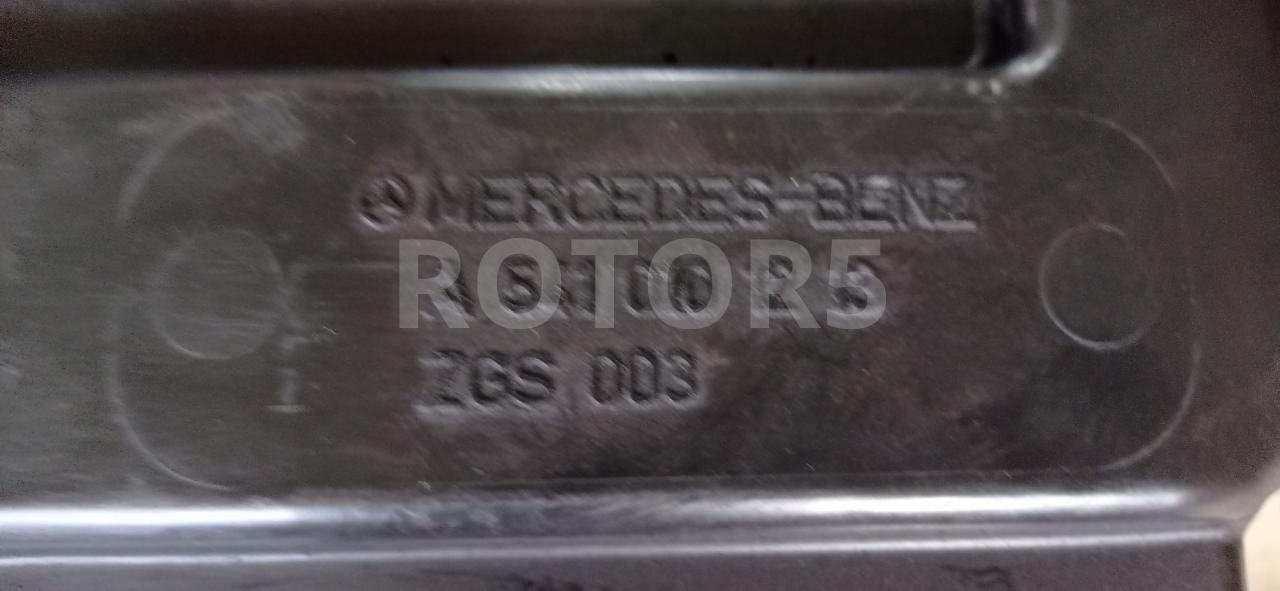 MERCEDES-BENZ
ROTOR5
ZGS 003